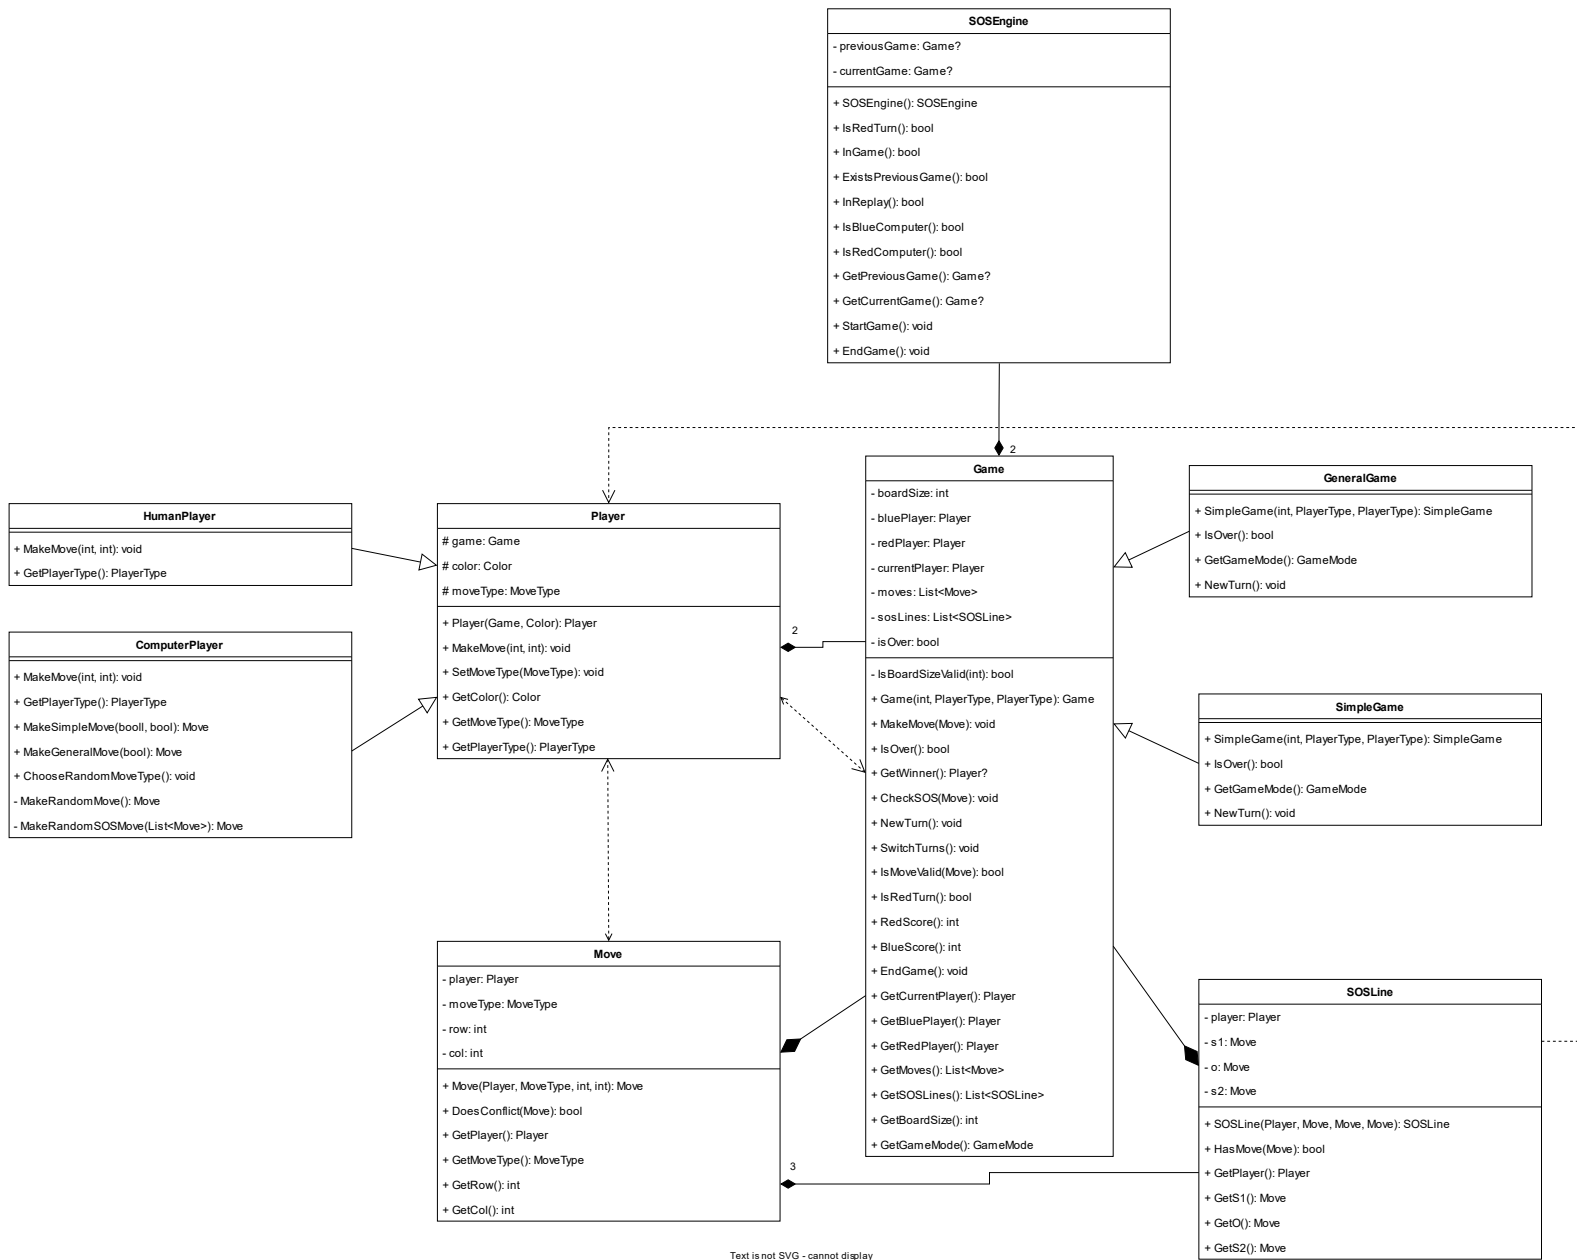 SOSEngine
- previousGame: Game?
- currentGame: Game?
+ SOSEngine(): SOSEngine
+ IsRedTurn(): bool
+ InGame(): bool
+ ExistsPreviousGame(): bool
+ InReplay(): bool
+ IsBlueComputer(): bool
+ IsRedComputer(): bool
+ GetPreviousGame(): Game?
+ GetCurrentGame(): Game?
+ StartGame(): void
+ EndGame(): void
2
HumanPlayer
+ MakeMove(int, int): void
+ GetPlayerType(): PlayerType
ComputerPlayer
+ MakeMove(int, int): void
+ GetPlayerType(): PlayerType
+ MakeSimpleMove(booll, bool): Move
+ MakeGeneralMove(bool): Move
+ ChooseRandomMoveType(): void
- MakeRandomMove(): Move
- MakeRandomSOSMove(List<Move>): Move
Player
# game: Game
# color: Color
# moveType: MoveType
+ Player(Game, Color): Player
+ MakeMove(int, int): void
+ SetMoveType(MoveType): void
+ GetColor(): Color
+ GetMoveType(): MoveType
+ GetPlayerType(): PlayerType
2
Game
- boardSize: int
- bluePlayer: Player
- redPlayer: Player
- currentPlayer: Player
- moves: List<Move>
- sosLines: List<SOSLine>
- isOver: bool
- IsBoardSizeValid(int): bool
+ Game(int, PlayerType, PlayerType): Game
+ MakeMove(Move): void
+ IsOver(): bool
+ GetWinner(): Player?
+ CheckSOS(Move): void
+ NewTurn(): void
+ SwitchTurns(): void
+ IsMoveValid(Move): bool
+ IsRedTurn(): bool
+ RedScore(): int
+ BlueScore(): int
+ EndGame(): void
+ GetCurrentPlayer(): Player
+ GetBluePlayer(): Player
+ GetRedPlayer(): Player
+ GetMoves(): List<Move>
+ GetSOSLines(): List<SOSLine>
+ GetBoardSize(): int
+ GetGameMode(): GameMode
GeneralGame
+ SimpleGame(int, PlayerType, PlayerType): SimpleGame
+ IsOver(): bool
+ GetGameMode(): GameMode
+ NewTurn(): void
SimpleGame
+ SimpleGame(int, PlayerType, PlayerType): SimpleGame
+ IsOver(): bool
+ GetGameMode(): GameMode
+ NewTurn(): void
Move
- player: Player
- moveType: MoveType
- row: int
- col: int
+ Move(Player, MoveType, int, int): Move
+ DoesConflict(Move): bool
+ GetPlayer(): Player
+ GetMoveType(): MoveType
+ GetRow(): int
+ GetCol(): int
3
SOSLine
- player: Player
- s1: Move
- o: Move
- s2: Move
+ SOSLine(Player, Move, Move, Move): SOSLine
+ HasMove(Move): bool
+ GetPlayer(): Player
+ GetS1(): Move
+ GetO(): Move
+ GetS2(): Move
Text is not SVG - cannot display